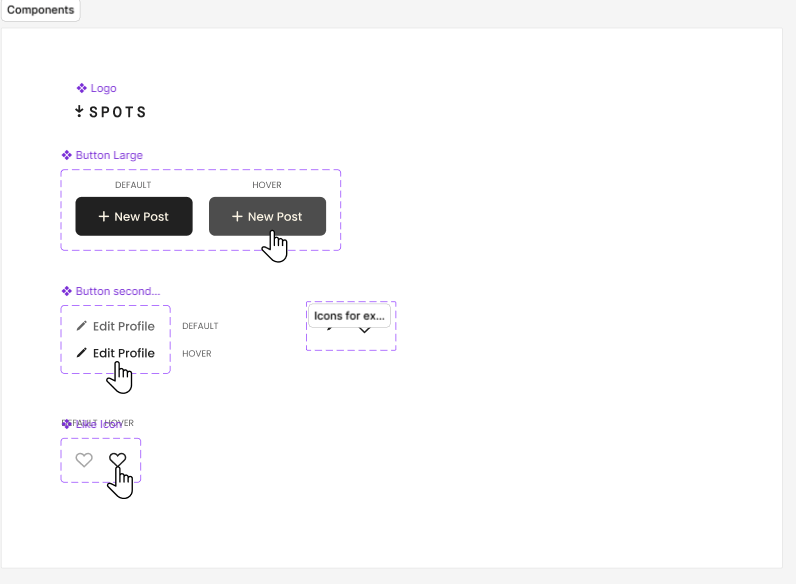 Components
Logo
SPOTS
Button Large
DEFAULT HOVER
+ New Post + New Post
Button second...
Edit Profile DEFAULT
Icons for ex...
Edit Profile HOVER
DEFAULT HOVER
Like Icon